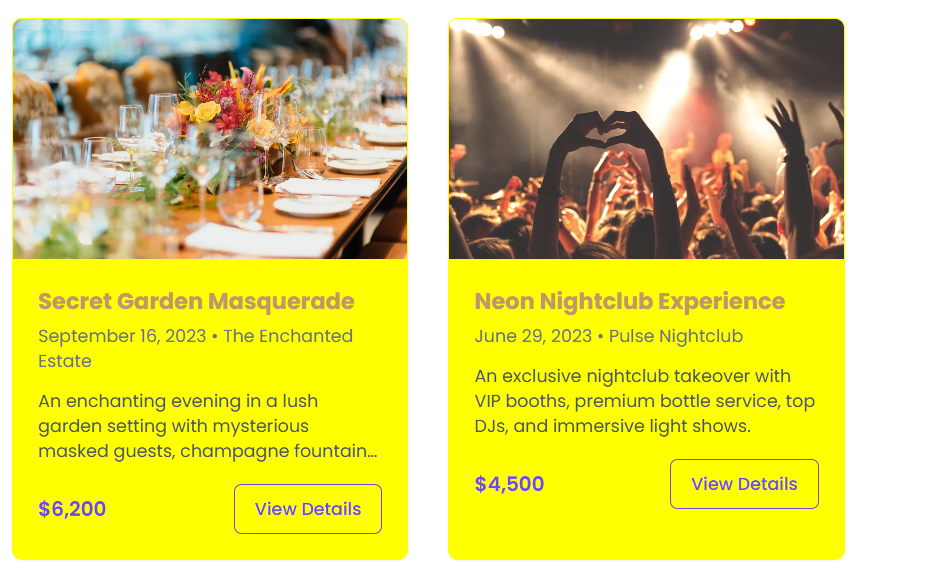 Secret Garden Masquerade
September 16, 2023 • The Enchanted
Estate
An enchanting evening in a lush
garden setting with mysterious
masked guests, champagne fountain...
$6,200
View Details
Neon Nightclub Experience
June 29, 2023 • Pulse Nightclub
An exclusive nightclub takeover with
VIP booths, premium bottle service, top
DJs, and immersive light shows.
$4,500
View Details